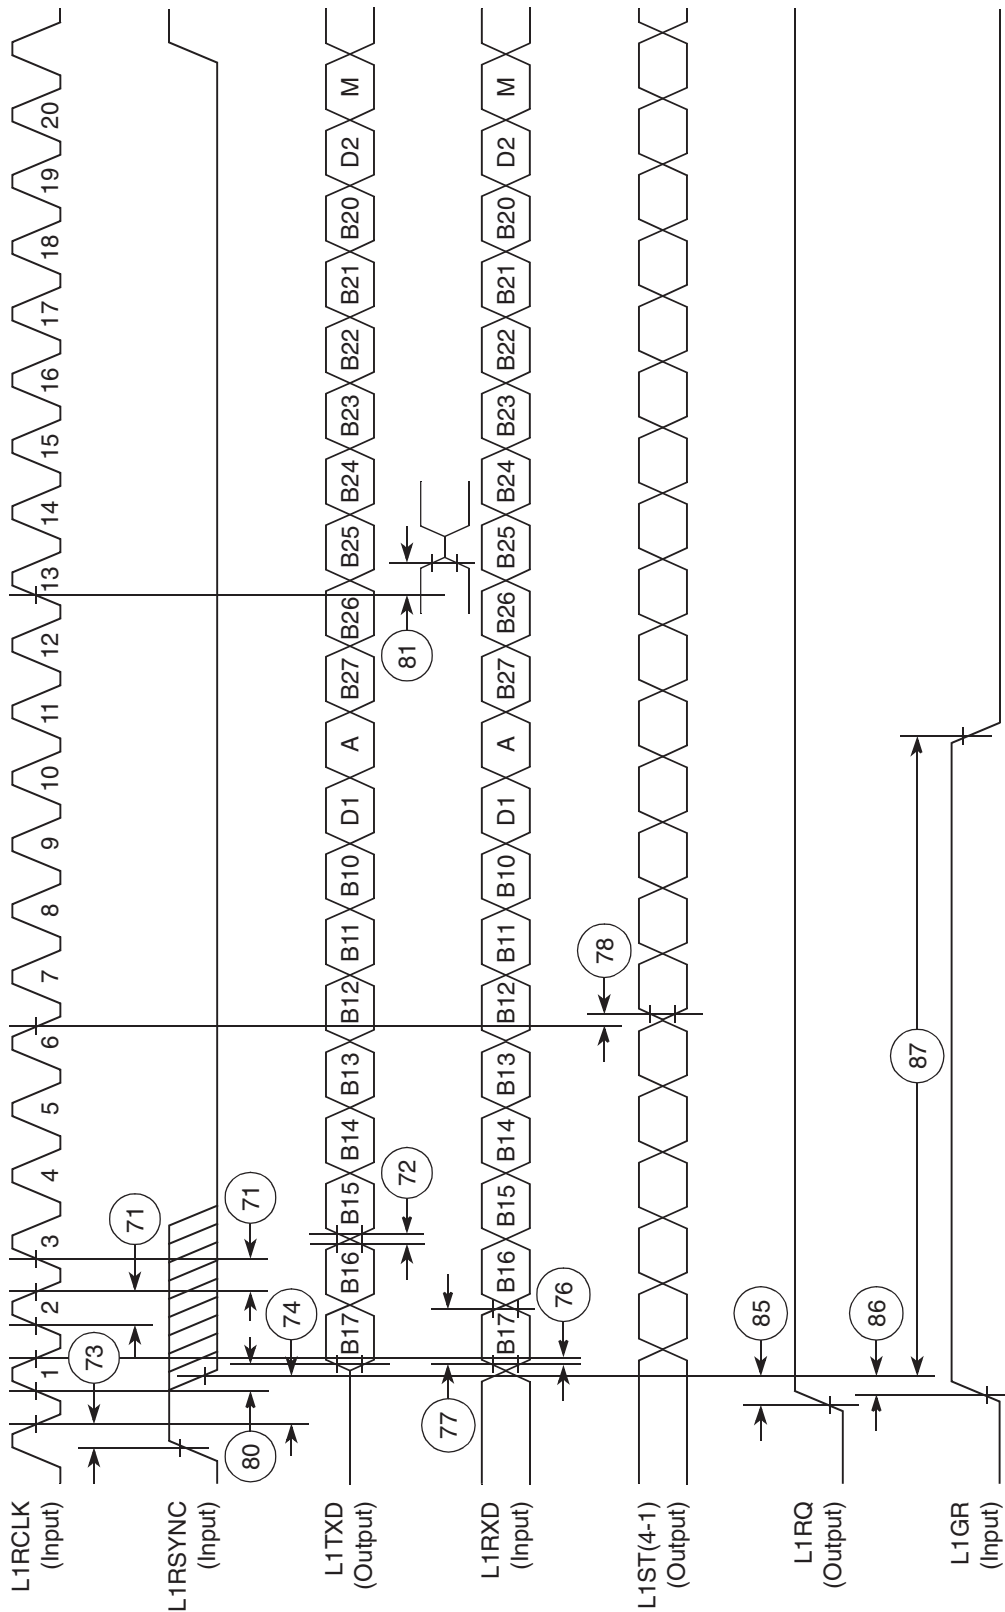 L1RCLK
(Input)
1 2 3 4 5 6 7 8 9 10 11 12 13 14 15 16 17 18 19 20
73
71
L1RSYNC
(Input)
80
74
71
L1TXD
(Output)
B17 B16 B15 B14 B13 B12 B11 B10 D1 A B27 B26 B25 B24 B23 B22 B21 B20 D2 M
72
81
77
L1RXD
(Input)
B17 B16 B15 B14 B13 B12 B11 B10 D1 A B27 B26 B25 B24 B23 B22 B21 B20 D2 M
76
78
L1ST(4-1)
(Output)
85
L1RQ
(Output)
86
87
L1GR
(Input)